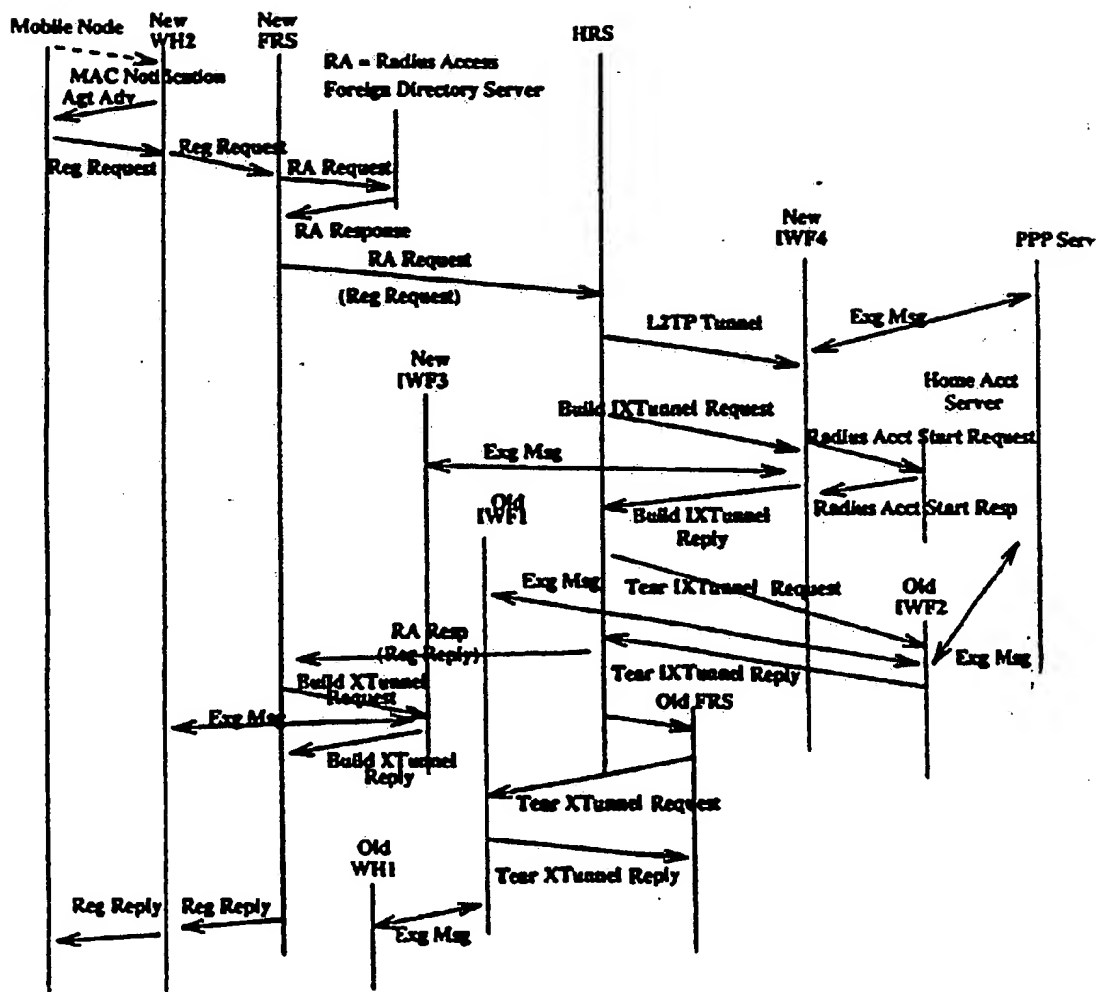 Mobile Node
New
WH2
New
FRS
HRS
RA = Radius Access
Foreign Directory Server
MAC Notification
Agt Adv
Reg Request
Reg Request
RA Request
RA Response
RA Request
(Reg Request)
New
IWF4
PPP Serv
L2TP Tunnel
Exg Msg
New
IWF3
Home Acct
Server
Build IXTunnel Request
Radius Acct Start Request
Exg Msg
Old
IWF1
Build IXTunnel
Reply
Radius Acct Start Resp
Exg Msg
Tear IXTunnel Request
Old
IWF2
RA Resp
(Reg Reply)
Exg Msg
Tear IXTunnel Reply
Build XTunnel
Request
Old FRS
Exg Msg
Build XTunnel
Reply
Tear XTunnel Request
Old
WH1
Tear XTunnel Reply
Reg Reply
Reg Reply
Exg Msg